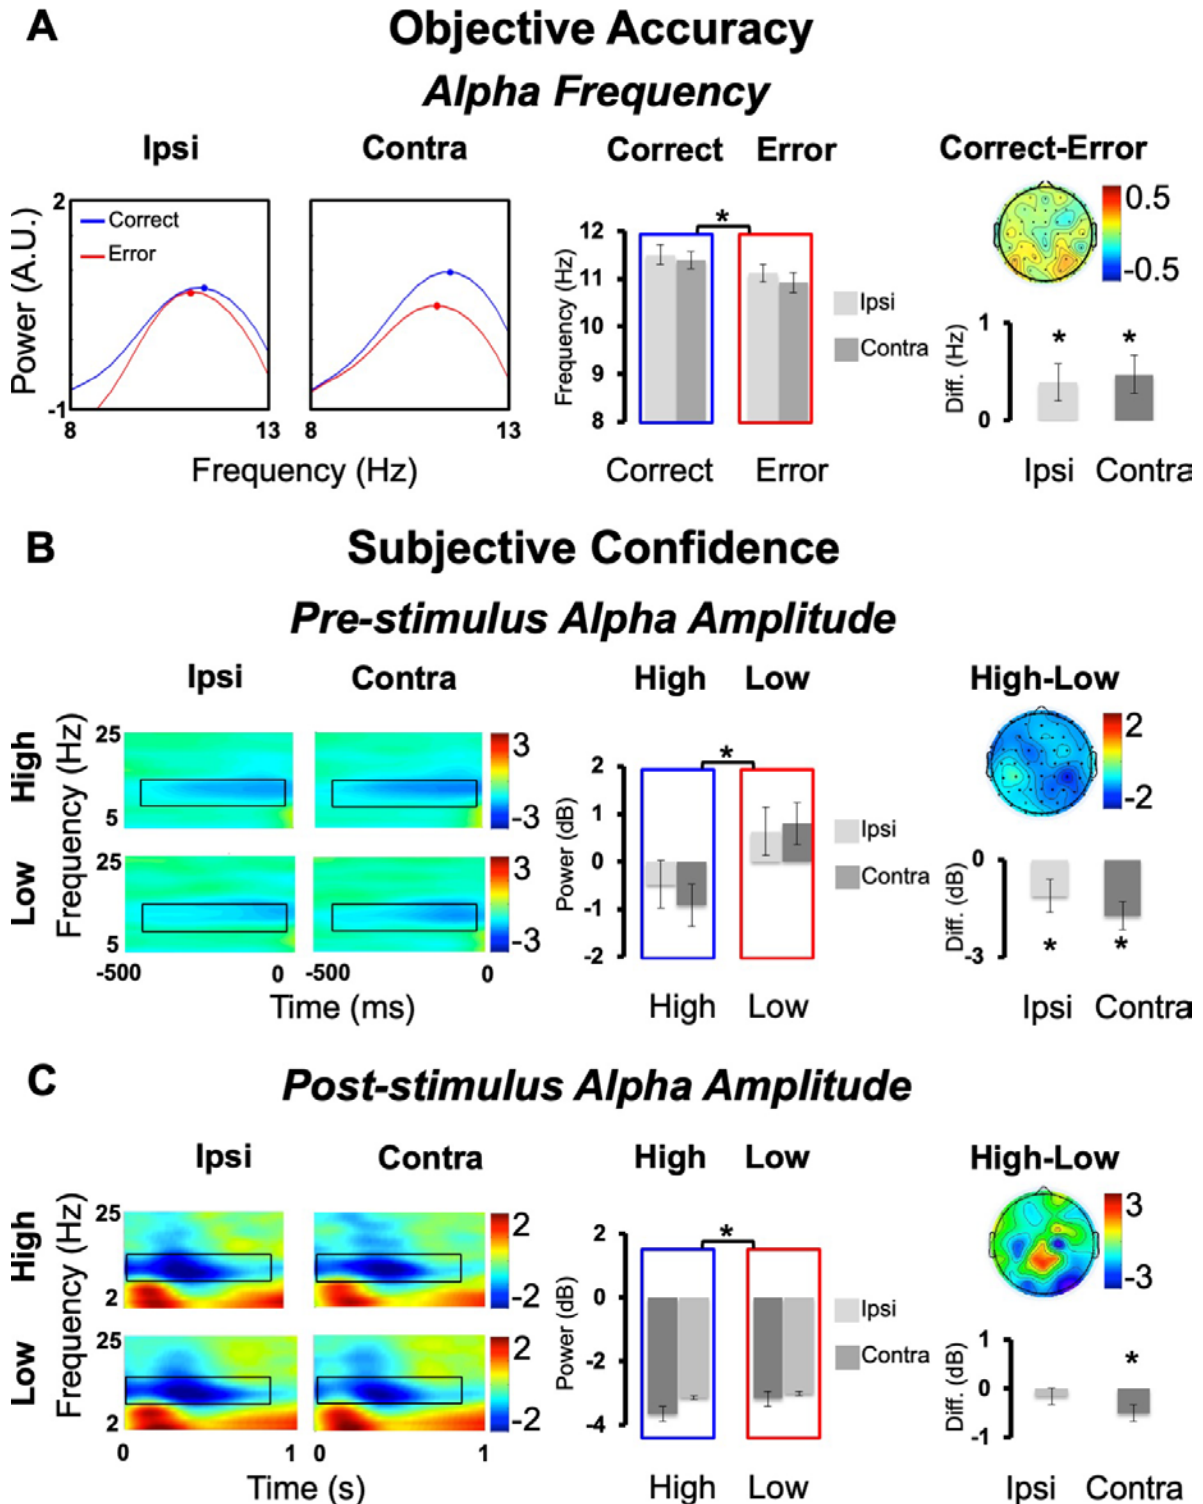 A
Objective Accuracy
Alpha Frequency
Ipsi Contra Correct Error Correct-Error
2
Correct
Error
Power (A.U.)
-1
8 13 8 13
Frequency (Hz)
12
11
10
9
8
Frequency (Hz)
*
Ipsi
Contra
Correct Error
0.5
-0.5
1
0
Diff. (Hz)
* *
Ipsi Contra
B
Subjective Confidence
Pre-stimulus Alpha Amplitude
Ipsi Contra High Low High-Low
High
Low
Frequency (Hz)
25
5
3
-3
25
5
3
-3
-500 0 -500 0
Time (ms)
2
1
0
-1
-2
Power (dB)
*
Ipsi
Contra
High Low
2
-2
0
-3
Diff. (dB)
* *
Ipsi Contra
C
Post-stimulus Alpha Amplitude
Ipsi Contra High Low High-Low
High
Low
Frequency (Hz)
25
2
2
-2
25
2
2
-2
0 1 0 1
Time (s)
2
0
-2
-4
Power (dB)
*
Ipsi
Contra
High Low
3
-3
1
0
-1
Diff. (dB)
*
Ipsi Contra